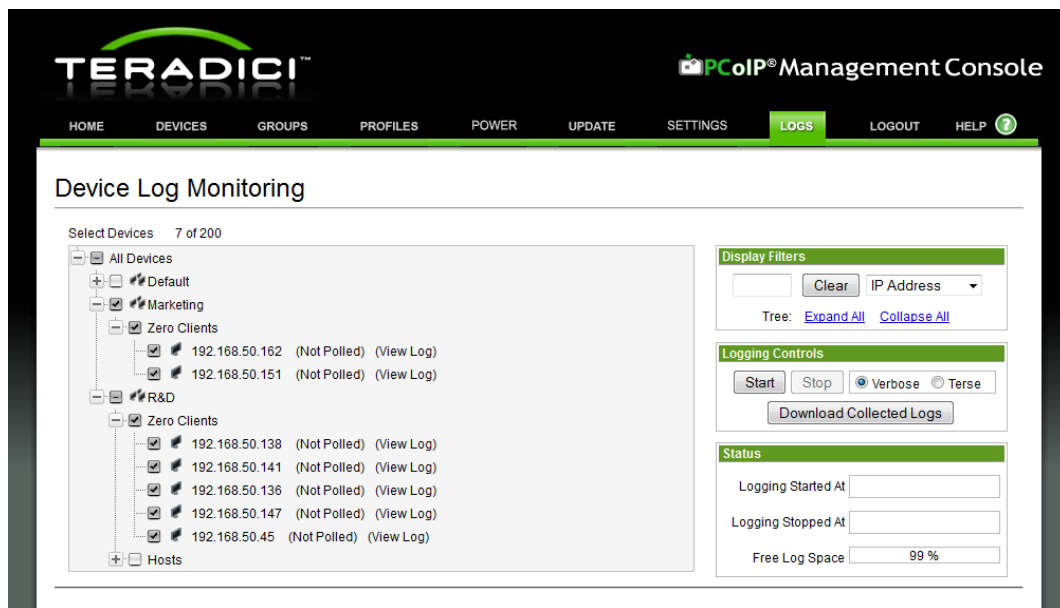 TERADICI™
PCoIP® Management Console
HOME DEVICES GROUPS PROFILES POWER UPDATE SETTINGS LOGS LOGOUT HELP ?
Device Log Monitoring
Select Devices 7 of 200
All Devices
Default
Marketing
Zero Clients
192.168.50.162 (Not Polled) (View Log)
192.168.50.151 (Not Polled) (View Log)
R&D
Zero Clients
192.168.50.138 (Not Polled) (View Log)
192.168.50.141 (Not Polled) (View Log)
192.168.50.136 (Not Polled) (View Log)
192.168.50.147 (Not Polled) (View Log)
192.168.50.45 (Not Polled) (View Log)
Hosts
Display Filters
Clear IP Address
Tree: Expand All Collapse All
Logging Controls
Start Stop Verbose Terse
Download Collected Logs
Status
Logging Started At
Logging Stopped At
Free Log Space 99 %